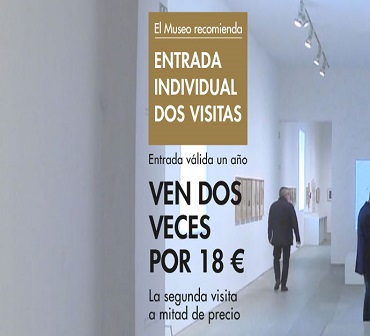 El Museo recomienda
ENTRADA
INDIVIDUAL
DOS VISITAS
Entrada válida un año
VEN DOS
VECES
POR 18 €
La segunda visita
a mitad de precio